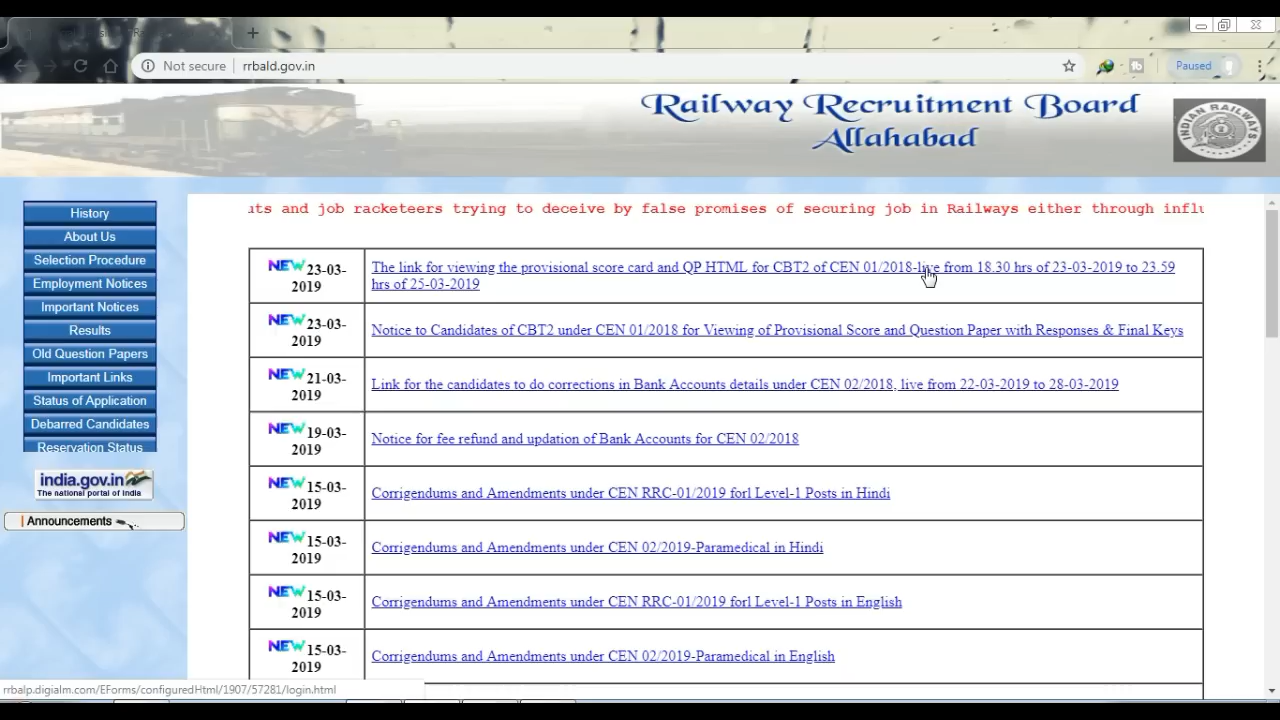 Not secure | rrbald.gov.in
Paused
Railway Recruitment Board
Allahabad
INDIAN RAILWAYS
uts and job racketeers trying to deceive by false promises of securing job in Railways either through influ
History
About Us
Selection Procedure
Employment Notices
Important Notices
Results
Old Question Papers
Important Links
Status of Application
Debarred Candidates
Reservation Status
india.gov.in
The national portal of India
Announcements
NEW 23-03-
2019
The link for viewing the provisional score card and QP HTML for CBT2 of CEN 01/2018-live from 18.30 hrs of 23-03-2019 to 23.59
hrs of 25-03-2019
NEW 23-03-
2019
Notice to Candidates of CBT2 under CEN 01/2018 for Viewing of Provisional Score and Question Paper with Responses & Final Keys
NEW 21-03-
2019
Link for the candidates to do corrections in Bank Accounts details under CEN 02/2018, live from 22-03-2019 to 28-03-2019
NEW 19-03-
2019
Notice for fee refund and updation of Bank Accounts for CEN 02/2018
NEW 15-03-
2019
Corrigendums and Amendments under CEN RRC-01/2019 forl Level-1 Posts in Hindi
NEW 15-03-
2019
Corrigendums and Amendments under CEN 02/2019-Paramedical in Hindi
NEW 15-03-
2019
Corrigendums and Amendments under CEN RRC-01/2019 forl Level-1 Posts in English
NEW 15-03-
2019
Corrigendums and Amendments under CEN 02/2019-Paramedical in English
rrbalp.digialm.com/EForms/configuredHtml/1907/57281/login.html